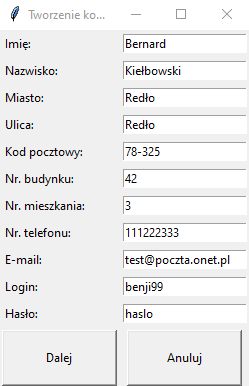 Tworzenie ko...
Imię: Bernard
Nazwisko: Kiełbowski
Miasto: Redło
Ulica: Redło
Kod pocztowy: 78-325
Nr. budynku: 42
Nr. mieszkania: 3
Nr. telefonu: 111222333
E-mail: test@poczta.onet.pl
Login: benji99
Hasło: haslo
Dalej Anuluj